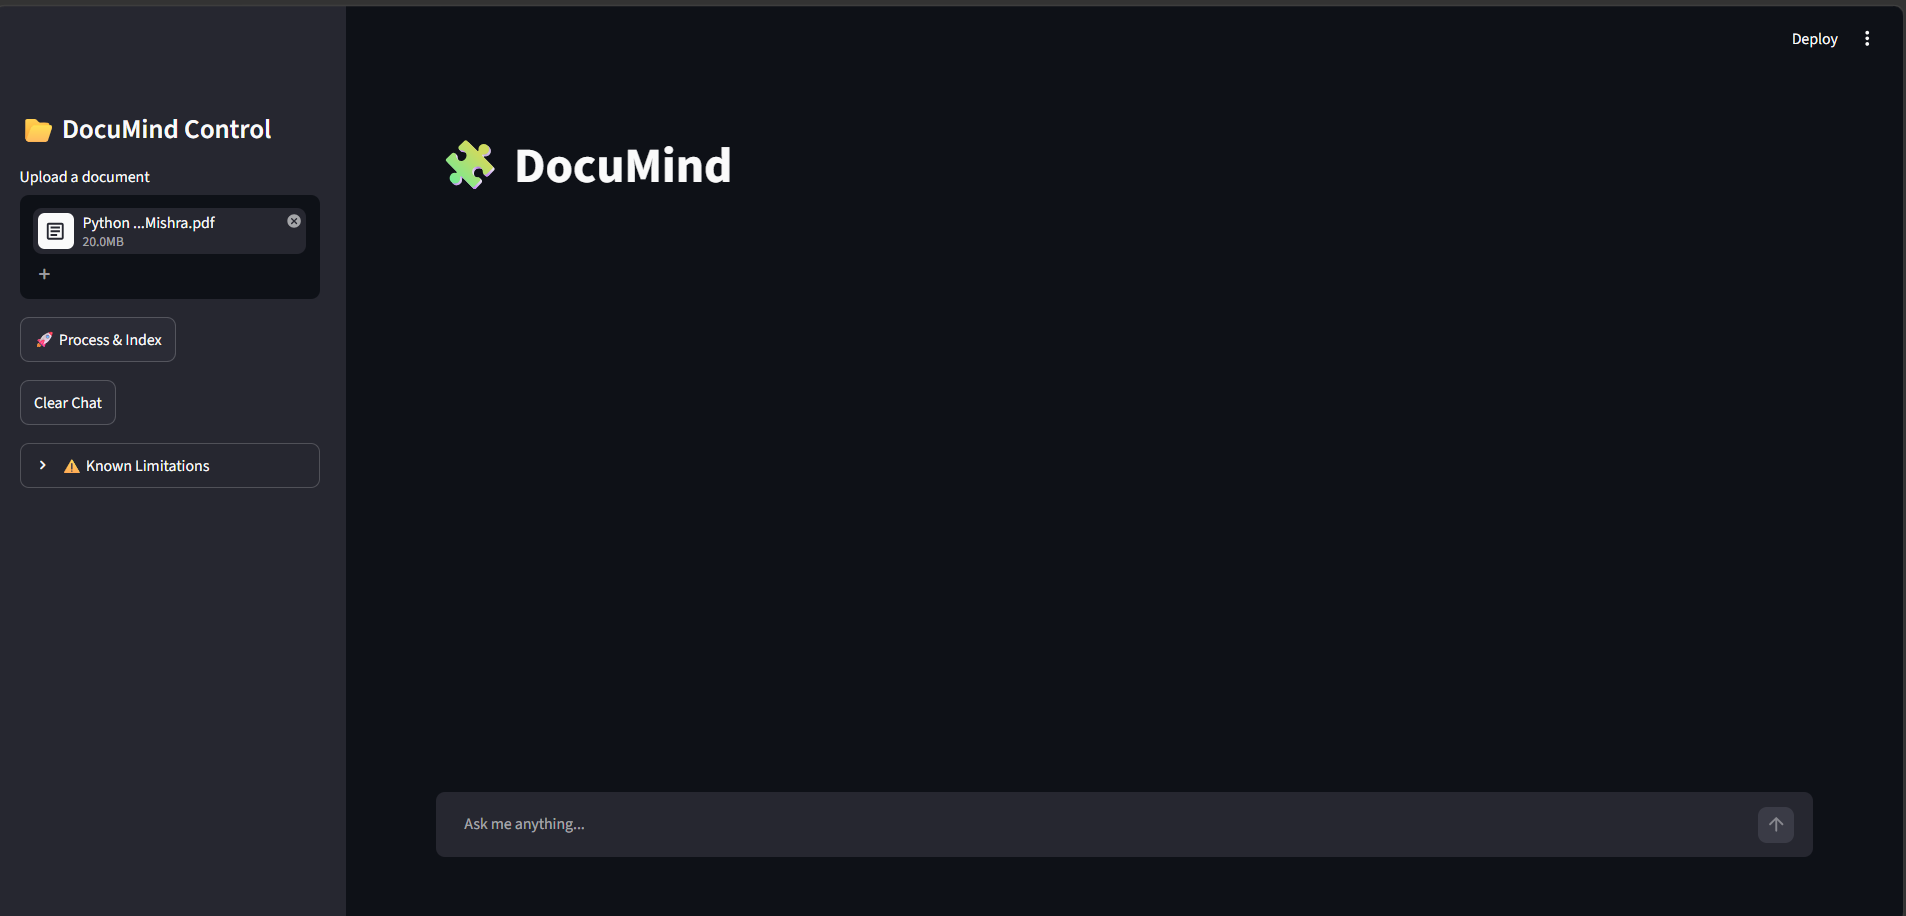 Deploy
DocuMind Control
Upload a document
Python ...Mishra.pdf
20.0MB
Process & Index
Clear Chat
Known Limitations
DocuMind
Ask me anything...